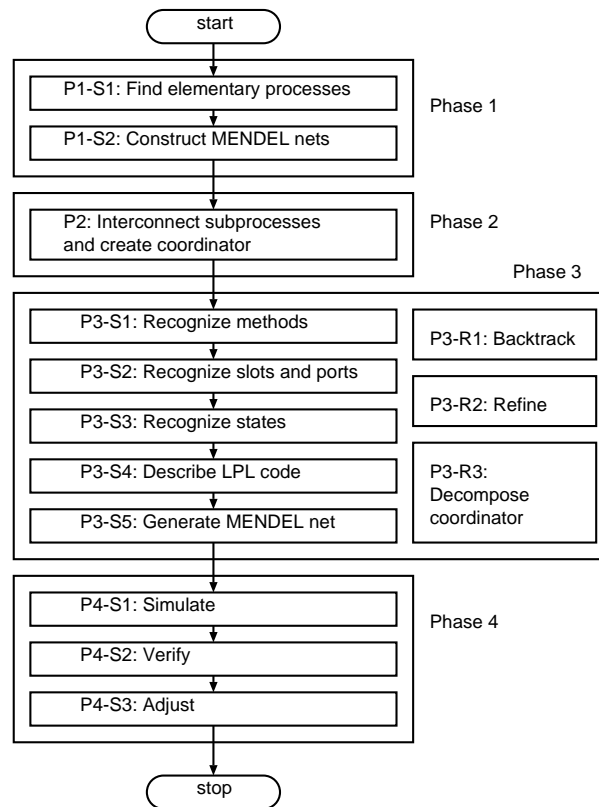 start
P1-S1: Find elementary processes
Phase 1
P1-S2: Construct MENDEL nets
P2: Interconnect subprocesses
and create coordinator
Phase 2
Phase 3
P3-S1: Recognize methods
P3-S2: Recognize slots and ports
P3-S3: Recognize states
P3-S4: Describe LPL code
P3-S5: Generate MENDEL net
P3-R1: Backtrack
P3-R2: Refine
P3-R3:
Decompose
coordinator
P4-S1: Simulate
Phase 4
P4-S2: Verify
P4-S3: Adjust
stop